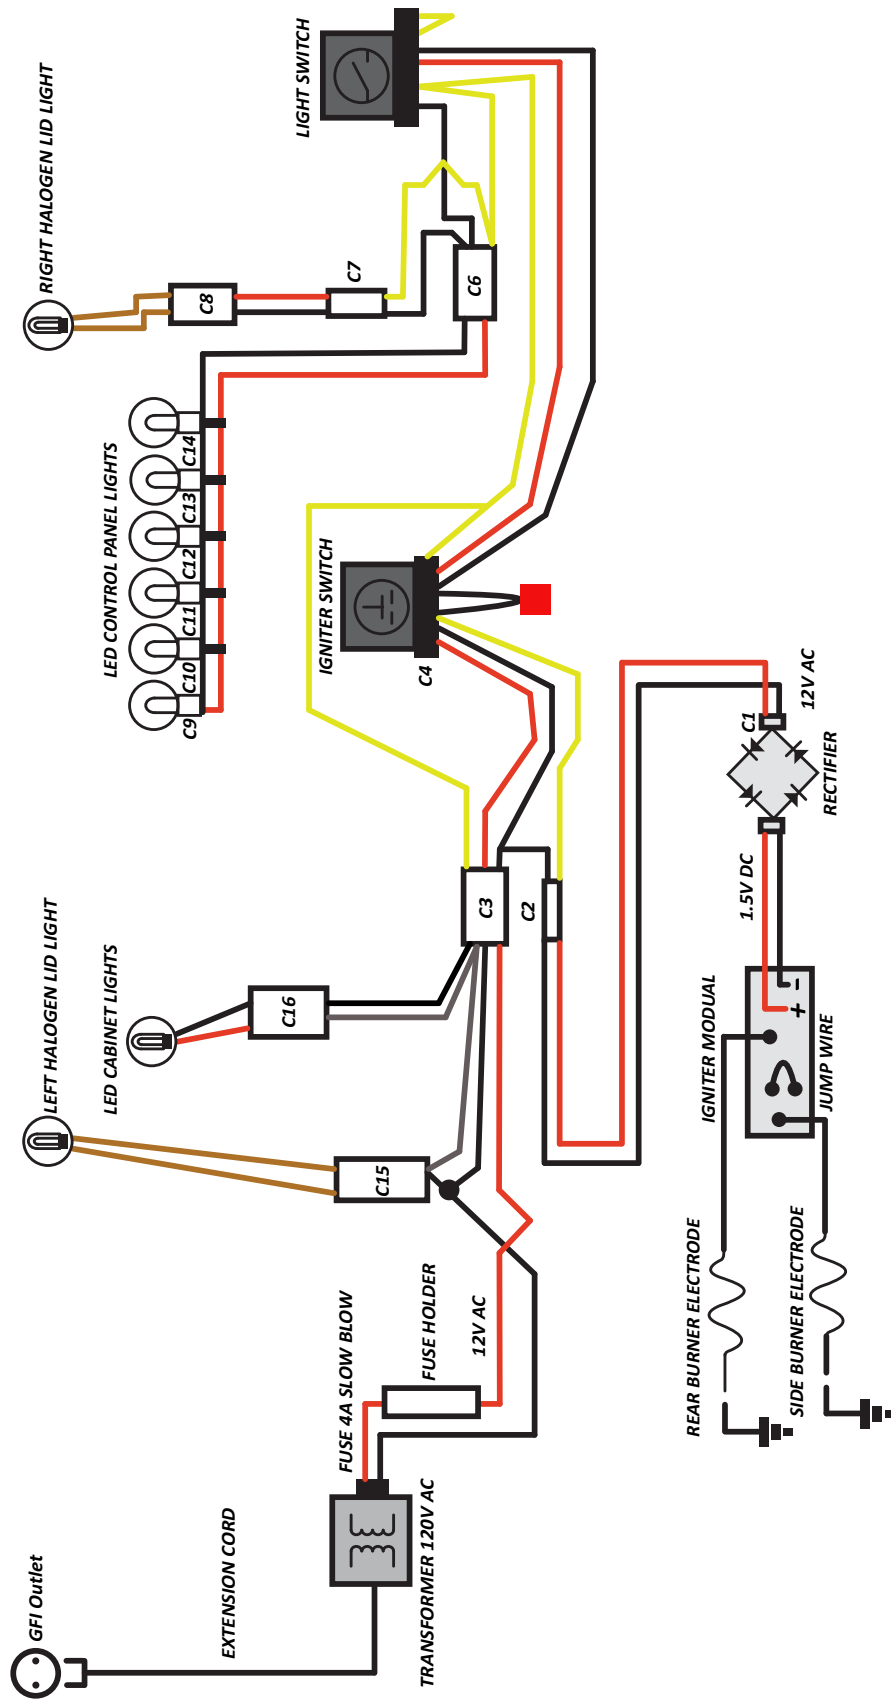 GFI Outlet
EXTENSION CORD
TRANSFORMER 120V AC
FUSE 4A SLOW BLOW
FUSE HOLDER
12V AC
LEFT HALOGEN LID LIGHT
LED CABINET LIGHTS
C15
C16
C3
C2
LED CONTROL PANEL LIGHTS
C9
C10
C11
C12
C13
C14
IGNITER SWITCH
C4
RIGHT HALOGEN LID LIGHT
C8
C7
C6
LIGHT SWITCH
REAR BURNER ELECTRODE
SIDE BURNER ELECTRODE
IGNITER MODUAL
JUMP WIRE
+ -
1.5V DC
RECTIFIER
C1
12V AC